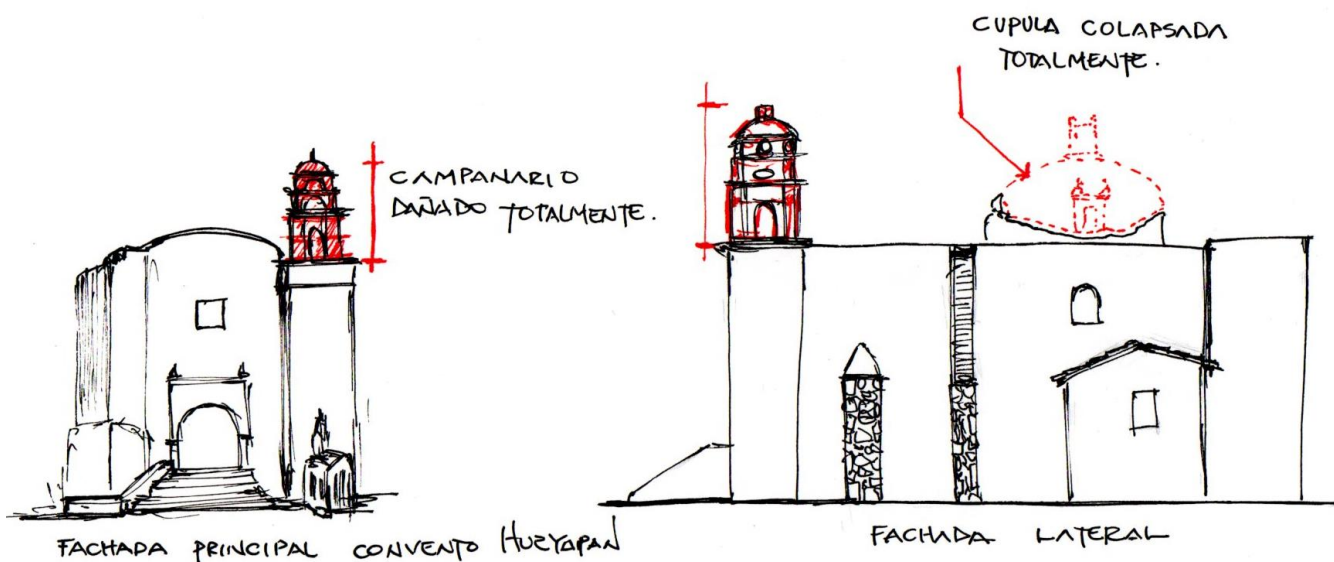 CUPULA COLAPSADA
TOTALMENTE.
CAMPANARIO
DAÑADO TOTALMENTE.
FACHADA PRINCIPAL CONVENTO HUEYAPAN
FACHADA LATERAL